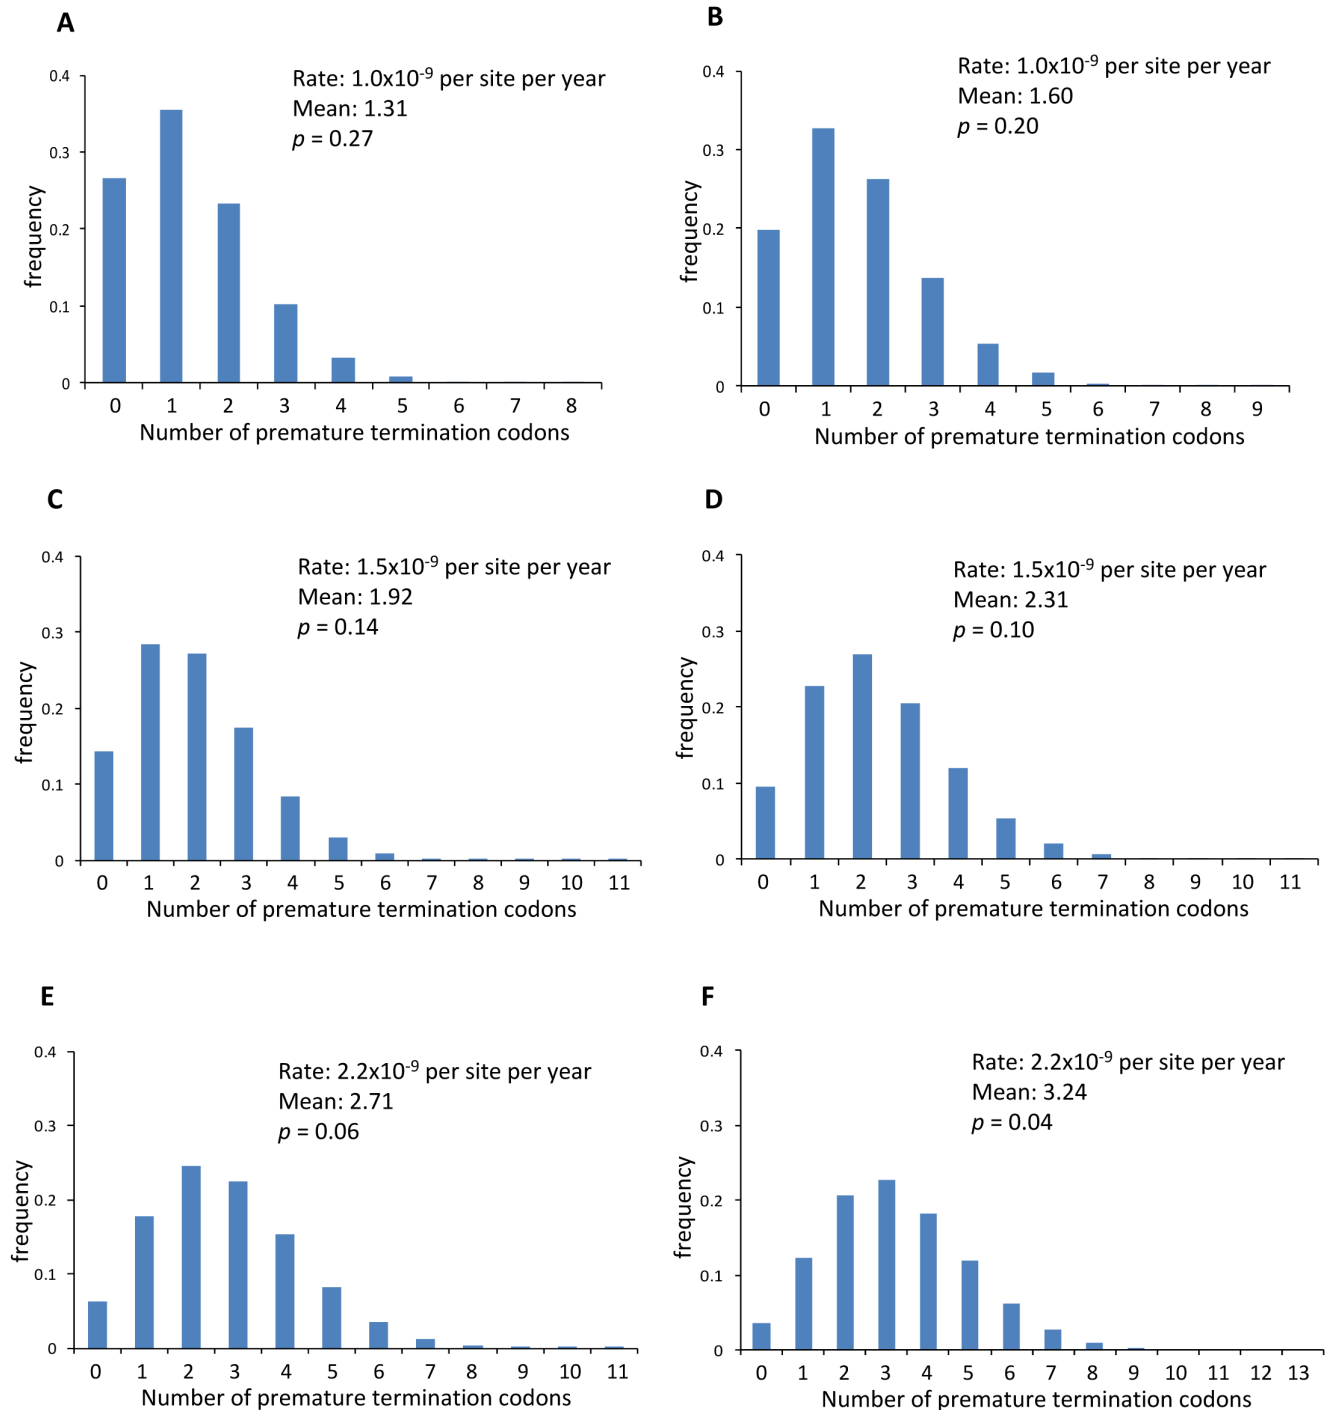 A
Rate: 1.0x10⁻⁹ per site per year
Mean: 1.31
p = 0.27
0.4
0.3
0.2
0.1
0
frequency
0 1 2 3 4 5 6 7 8
Number of premature termination codons
B
Rate: 1.0x10⁻⁹ per site per year
Mean: 1.60
p = 0.20
0.4
0.3
0.2
0.1
0
frequency
0 1 2 3 4 5 6 7 8 9
Number of premature termination codons
C
Rate: 1.5x10⁻⁹ per site per year
Mean: 1.92
p = 0.14
0.4
0.3
0.2
0.1
0
frequency
0 1 2 3 4 5 6 7 8 9 10 11
Number of premature termination codons
D
Rate: 1.5x10⁻⁹ per site per year
Mean: 2.31
p = 0.10
0.4
0.3
0.2
0.1
0
frequency
0 1 2 3 4 5 6 7 8 9 10 11
Number of premature termination codons
E
Rate: 2.2x10⁻⁹ per site per year
Mean: 2.71
p = 0.06
0.4
0.3
0.2
0.1
0
frequency
0 1 2 3 4 5 6 7 8 9 10 11
Number of premature termination codons
F
Rate: 2.2x10⁻⁹ per site per year
Mean: 3.24
p = 0.04
0.4
0.3
0.2
0.1
0
frequency
0 1 2 3 4 5 6 7 8 9 10 11 12 13
Number of premature termination codons